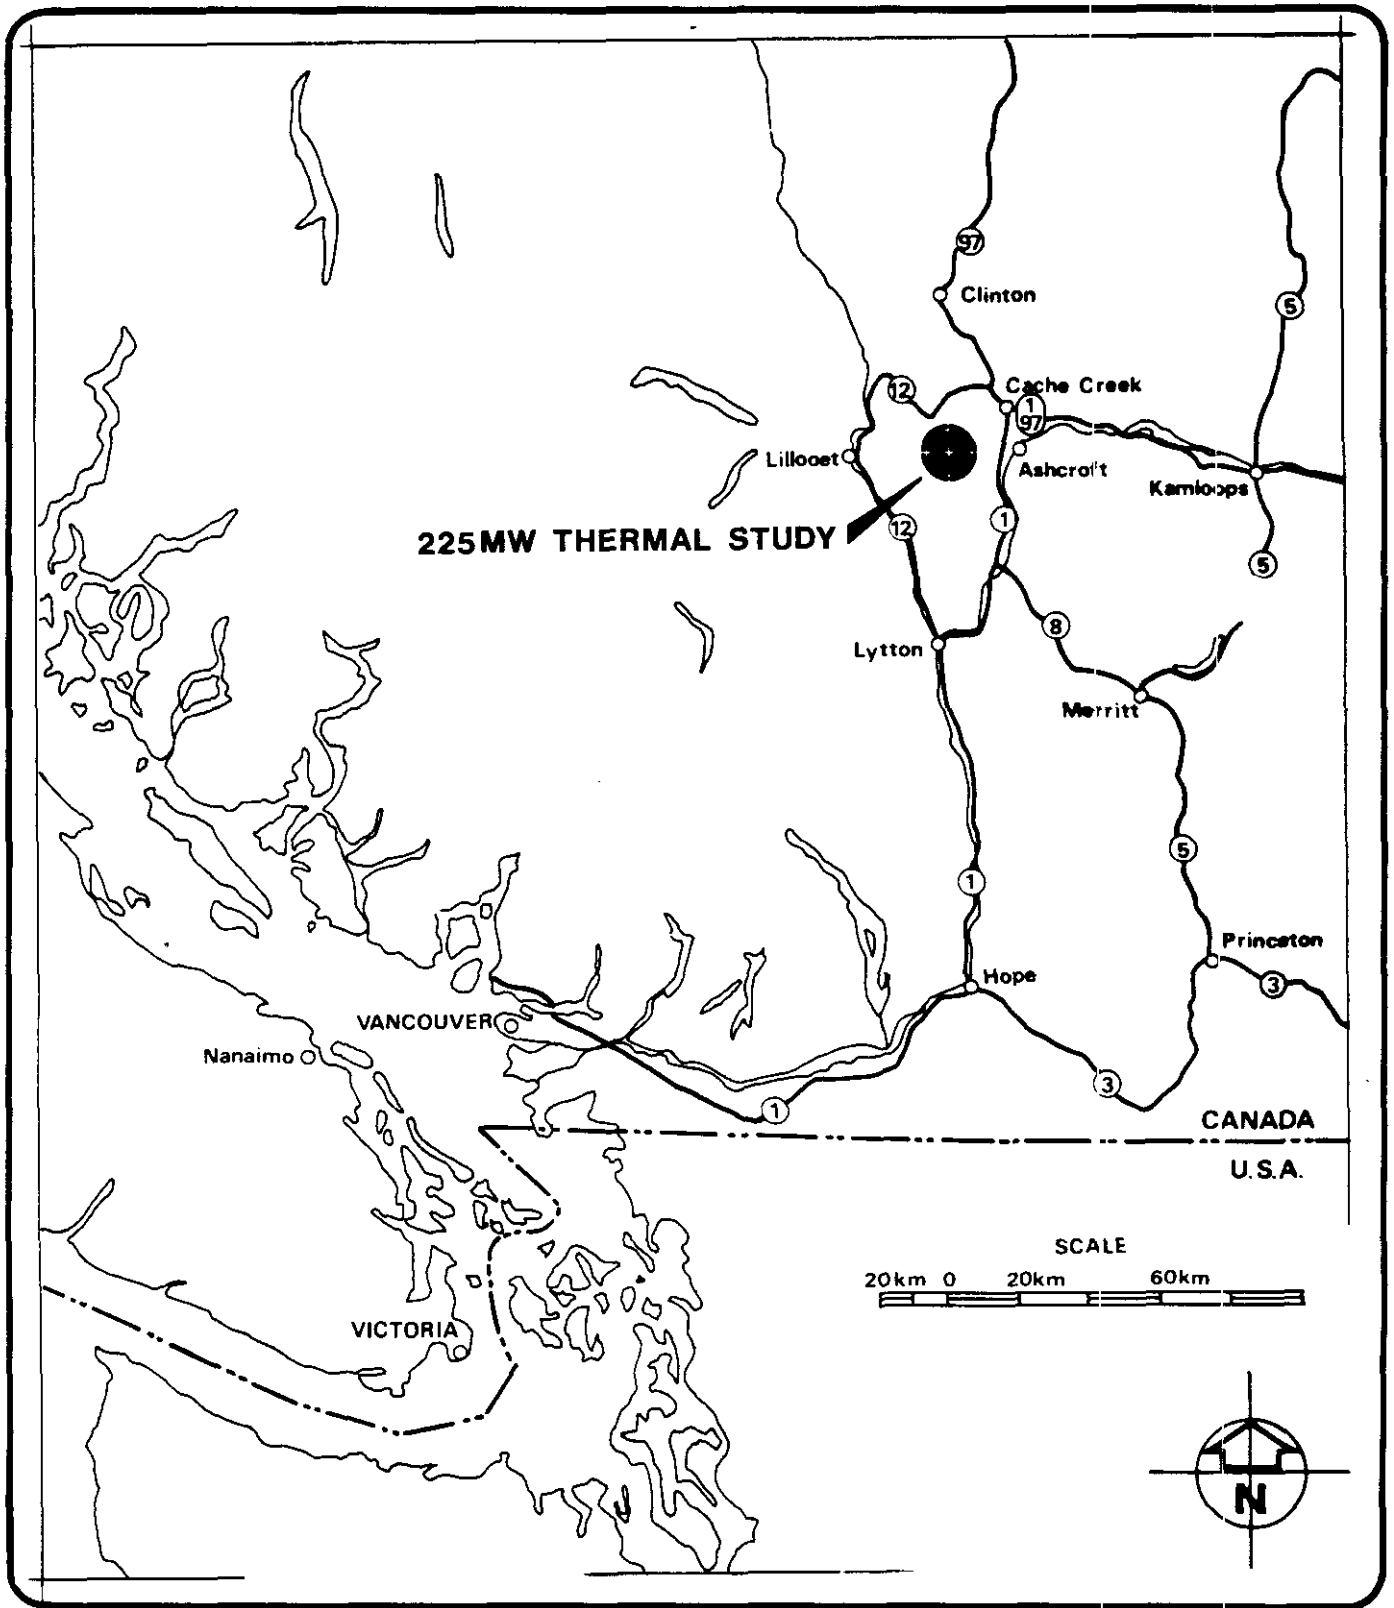 97
Clinton
5
12
Cache Creek
1
97
Lillooet
Ashcroft
Kamloops
225MW THERMAL STUDY
12
1
5
8
Lytton
Merritt
5
1
Princeton
Hope
3
VANCOUVER
Nanaimo
3
1
CANADA
U.S.A.
SCALE
20km 0 20km 60km
VICTORIA
N